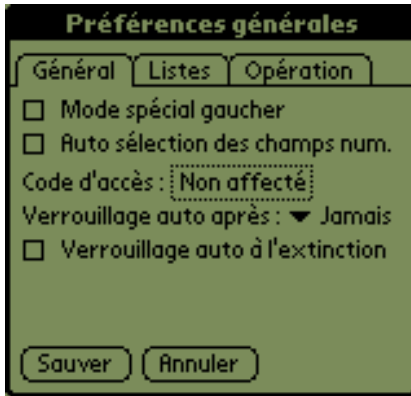 Préférences générales
Général Listes Opération
Mode spécial gaucher
Auto sélection des champs num.
Code d'accès : Non affecté
Verrouillage auto après : Jamais
Verrouillage auto à l'extinction
Sauver Annuler